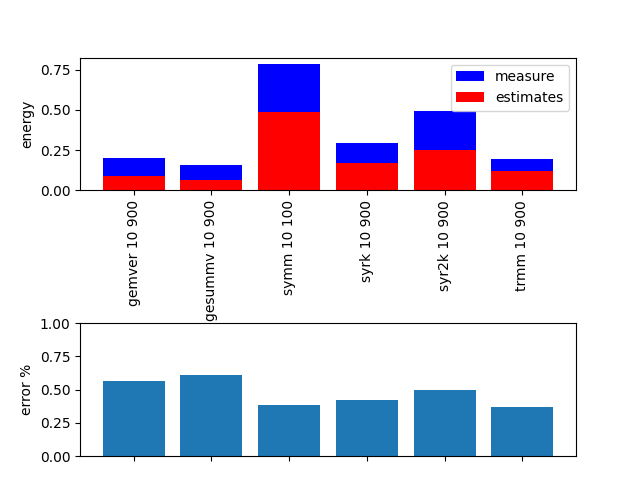 0.75
0.50
0.25
0.00
energy
measure
estimates
gemver 10 900
gesummv 10 900
symm 10 100
syrk 10 900
syr2k 10 900
trmm 10 900
1.00
0.75
0.50
0.25
0.00
error %